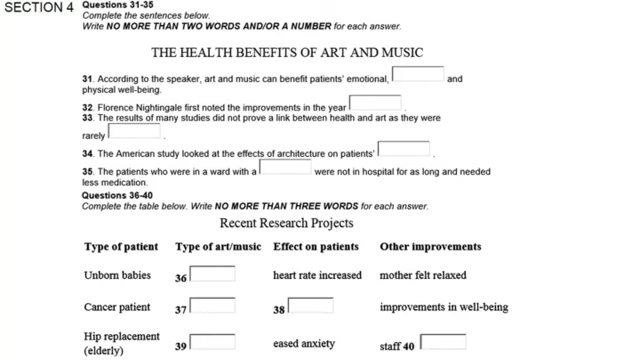 SECTION 4
Questions 31-35
Complete the sentences below.
Write NO MORE THAN TWO WORDS AND/OR A NUMBER for each answer.
THE HEALTH BENEFITS OF ART AND MUSIC
31. According to the speaker, art and music can benefit patients' emotional, and
physical well-being.
32. Florence Nightingale first noted the improvements in the year .
33. The results of many studies did not prove a link between health and art as they were
rarely .
34. The American study looked at the effects of architecture on patients' .
35. The patients who were in a ward with a were not in hospital for as long and needed
less medication.
Questions 36-40
Complete the table below. Write NO MORE THAN THREE WORDS for each answer.
Recent Research Projects
Type of patient Type of art/music Effect on patients Other improvements
Unborn babies 36 heart rate increased mother felt relaxed
Cancer patient 37 38 improvements in well-being
Hip replacement
(elderly) 39 eased anxiety staff 40